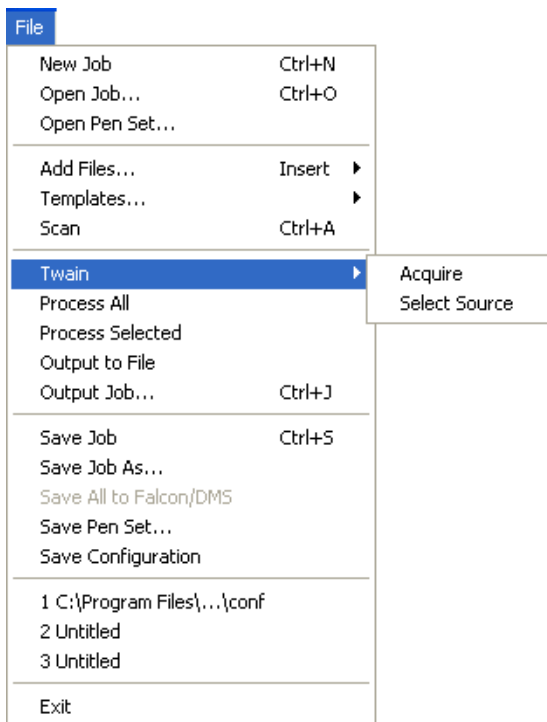 File
New Job Ctrl+N
Open Job... Ctrl+O
Open Pen Set...
Add Files... Insert
Templates...
Scan Ctrl+A
Twain
Acquire
Process All
Select Source
Process Selected
Output to File
Output Job... Ctrl+J
Save Job Ctrl+S
Save Job As...
Save All to Falcon/DMS
Save Pen Set...
Save Configuration
1 C:\Program Files\...\conf
2 Untitled
3 Untitled
Exit